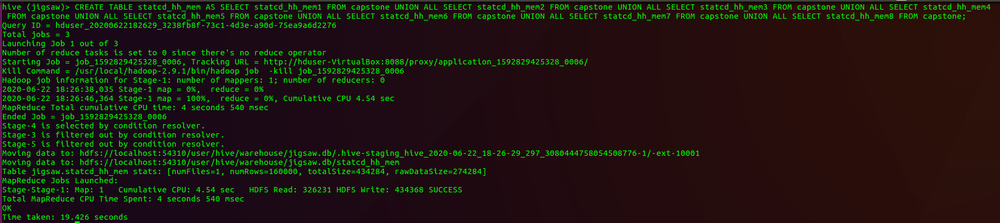 hive (jigsaw)> CREATE TABLE statcd_hh_mem AS SELECT statcd_hh_mem1 FROM capstone UNION ALL SELECT statcd_hh_mem2 FROM capstone UNION ALL SELECT statcd_hh_mem3 FROM capstone UNION ALL SELECT statcd_hh_mem4
FROM capstone UNION ALL SELECT statcd_hh_mem5 FROM capstone UNION ALL SELECT statcd_hh_mem6 FROM capstone UNION ALL SELECT statcd_hh_mem7 FROM capstone UNION ALL SELECT statcd_hh_mem8 FROM capstone;
Query ID = hduser_20200622182629_3238fb8f-73c1-4d3e-a90d-75ea9a6d2276
Total jobs = 3
Launching Job 1 out of 3
Number of reduce tasks is set to 0 since there's no reduce operator
Starting Job = job_1592829425328_0006, Tracking URL = http://hduser-VirtualBox:8088/proxy/application_1592829425328_0006/
Kill Command = /usr/local/hadoop-2.9.1/bin/hadoop job  -kill job_1592829425328_0006
Hadoop job information for Stage-1: number of mappers: 1; number of reducers: 0
2020-06-22 18:26:38,035 Stage-1 map = 0%,  reduce = 0%
2020-06-22 18:26:46,364 Stage-1 map = 100%,  reduce = 0%, Cumulative CPU 4.54 sec
MapReduce Total cumulative CPU time: 4 seconds 540 msec
Ended Job = job_1592829425328_0006
Stage-4 is selected by condition resolver.
Stage-3 is filtered out by condition resolver.
Stage-5 is filtered out by condition resolver.
Moving data to: hdfs://localhost:54310/user/hive/warehouse/jigsaw.db/.hive-staging_hive_2020-06-22_18-26-29_297_3080444758054508776-1/-ext-10001
Moving data to: hdfs://localhost:54310/user/hive/warehouse/jigsaw.db/statcd_hh_mem
Table jigsaw.statcd_hh_mem stats: [numFiles=1, numRows=160000, totalSize=434284, rawDataSize=274284]
MapReduce Jobs Launched:
Stage-Stage-1: Map: 1   Cumulative CPU: 4.54 sec   HDFS Read: 326231 HDFS Write: 434368 SUCCESS
Total MapReduce CPU Time Spent: 4 seconds 540 msec
OK
Time taken: 19.426 seconds